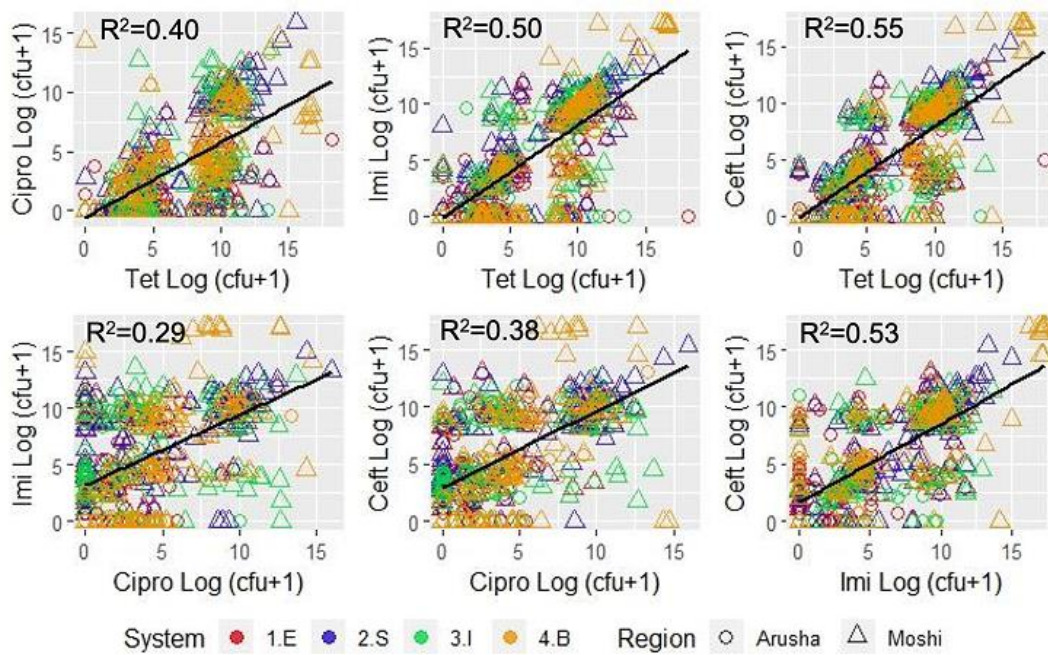 R²=0.40
R²=0.50
R²=0.55
Cipro Log (cfu+1)
15
10
5
0
Imi Log (cfu+1)
15
10
5
0
Ceft Log (cfu+1)
15
10
5
0
0 5 10 15
0 5 10 15
0 5 10 15
Tet Log (cfu+1)
Tet Log (cfu+1)
Tet Log (cfu+1)
R²=0.29
R²=0.38
R²=0.53
Imi Log (cfu+1)
15
10
5
0
Ceft Log (cfu+1)
15
10
5
0
Ceft Log (cfu+1)
15
10
5
0
0 5 10 15
0 5 10 15
0 5 10 15
Cipro Log (cfu+1)
Cipro Log (cfu+1)
Imi Log (cfu+1)
System 1.E 2.S 3.I 4.B Region Arusha Moshi